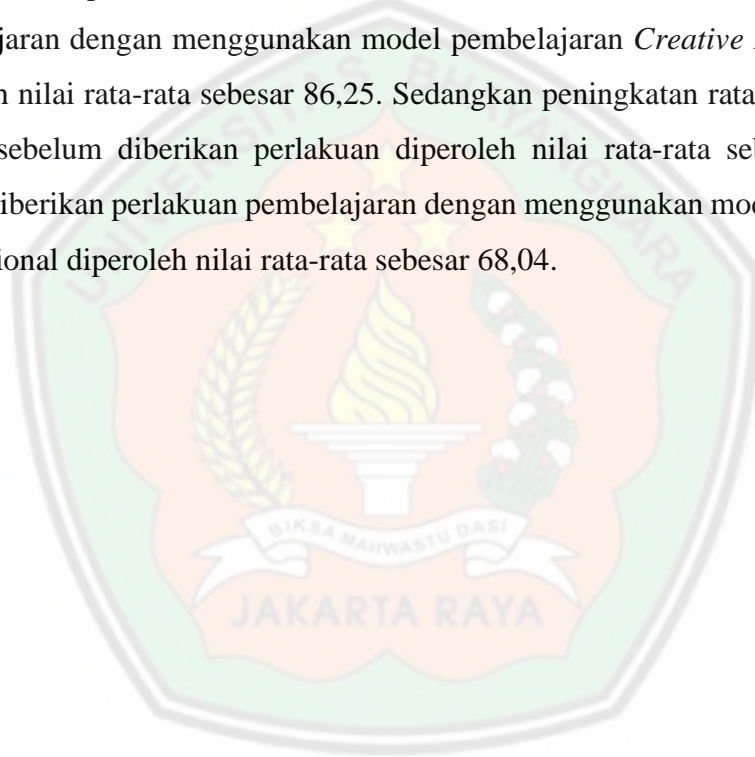 jaran dengan menggunakan model pembelajaran Creative
nilai rata-rata sebesar 86,25. Sedangkan peningkatan rata
sebelum diberikan perlakuan diperoleh nilai rata-rata
iberikan perlakuan pembelajaran dengan menggunakan
ional diperoleh nilai rata-rata sebesar 68,04.
UNIVERSITAS BHAYANGKARA
BIKSA MAHWASTU DASI
JAKARTA RAYA